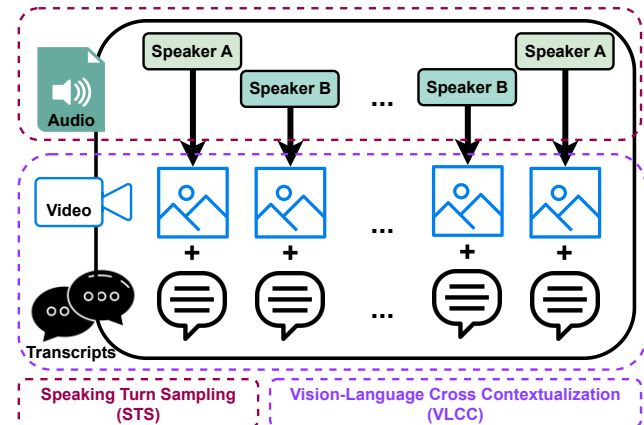 Speaker A
Speaker A
Speaker B
...
Speaker B
Audio
Video
...
+
+
+
+
...
Transcripts
Speaking Turn Sampling
(STS)
Vision-Language Cross Contextualization
(VLCC)